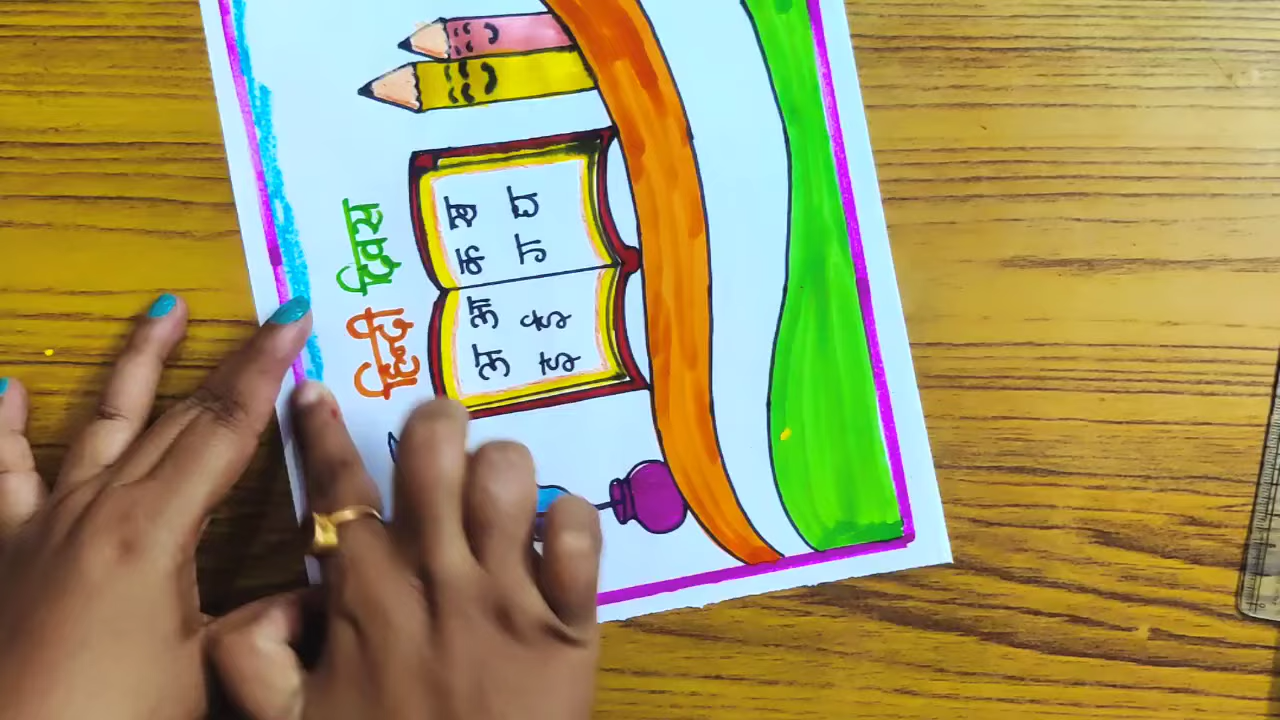 हिन्दी दिवस
अ आ
इ ई
क ख
ग घ